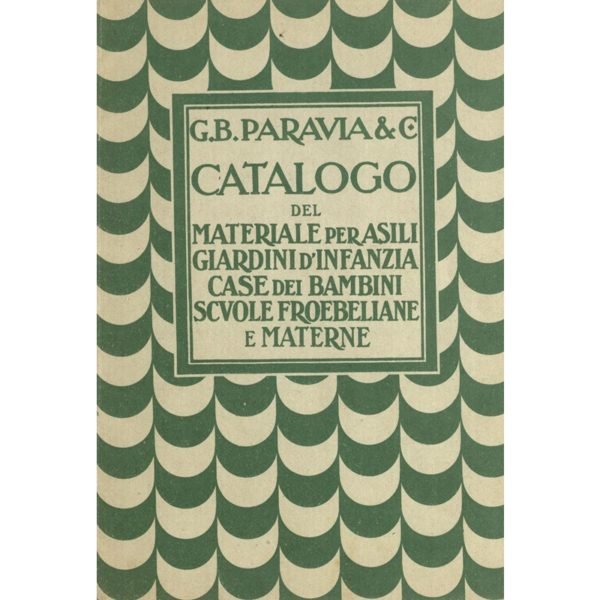 G.B. PARAVIA & C.
CATALOGO
DEL
MATERIALE PER ASILI
GIARDINI D'INFANZIA
CASE DEI BAMBINI
SCVOLE FROEBELIANE
E MATERNE